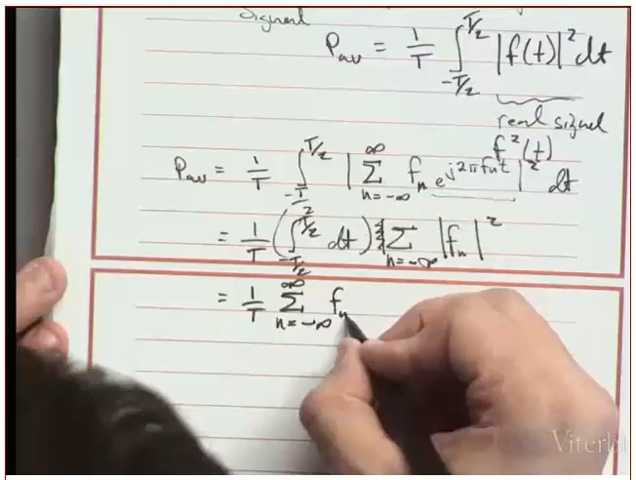 Signal
P_av = 1/T ∫_{-T/2}^{T/2} |f(t)|² dt
real signal
f²(t)
P_av = 1/T ∫_{-T/2}^{T/2} | Σ_{n=-∞}^{∞} f_n e^{j2πf_nt} |² dt
= 1/T ( ∫_{-T/2}^{T/2} dt ) Σ_{n=-∞}^{∞} |f_n|²
= 1/T Σ_{n=-∞}^{∞} f_n
Viterbi